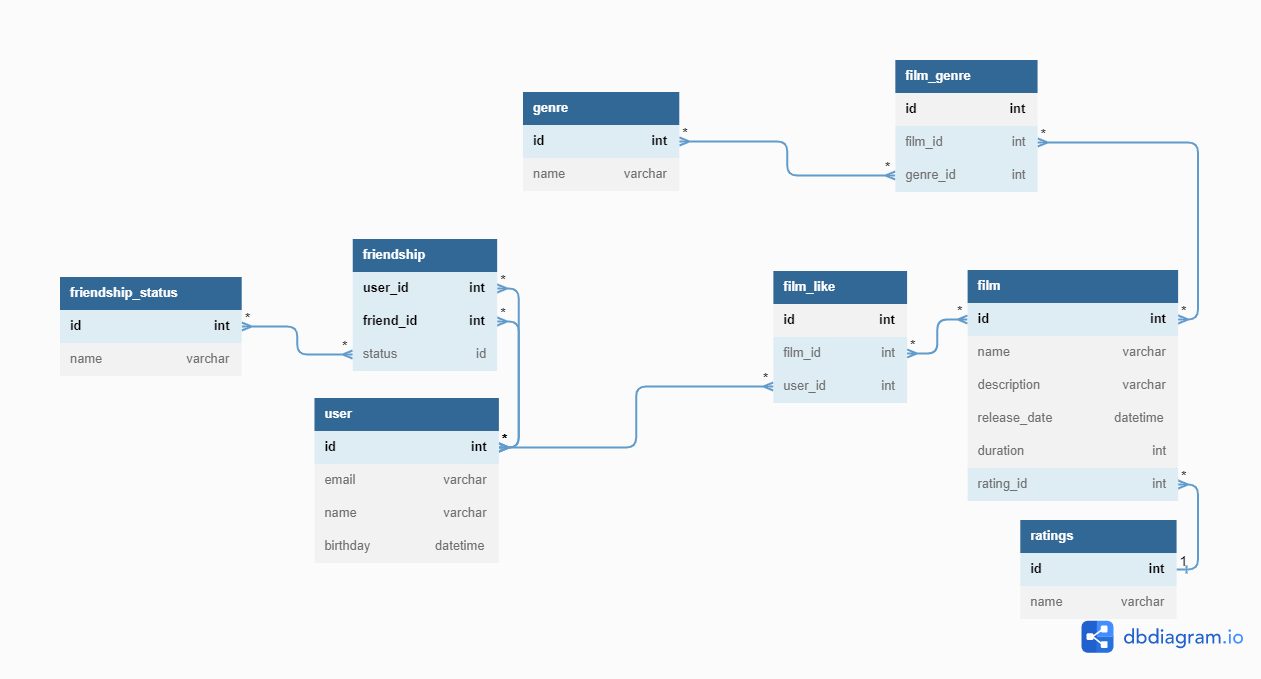 film_genre
id int
film_id int *
genre_id int *
genre
id int *
name varchar
friendship
user_id int *
friend_id int *
status id *
friendship_status
id int *
name varchar
user
id int *
email varchar
name varchar
birthday datetime
film_like
id int
film_id int *
user_id int *
film
id int * *
name varchar
description varchar
release_date datetime
duration int
rating_id int *
ratings
id int 1
name varchar
dbdiagram.io